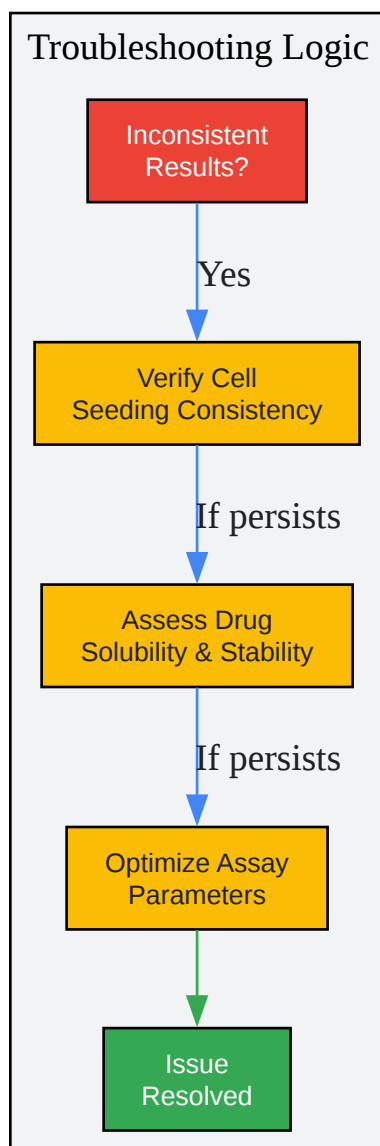 Troubleshooting Logic
Inconsistent
Results?
Yes
Verify Cell
Seeding Consistency
If persists
Assess Drug
Solubility & Stability
If persists
Optimize Assay
Parameters
Issue
Resolved